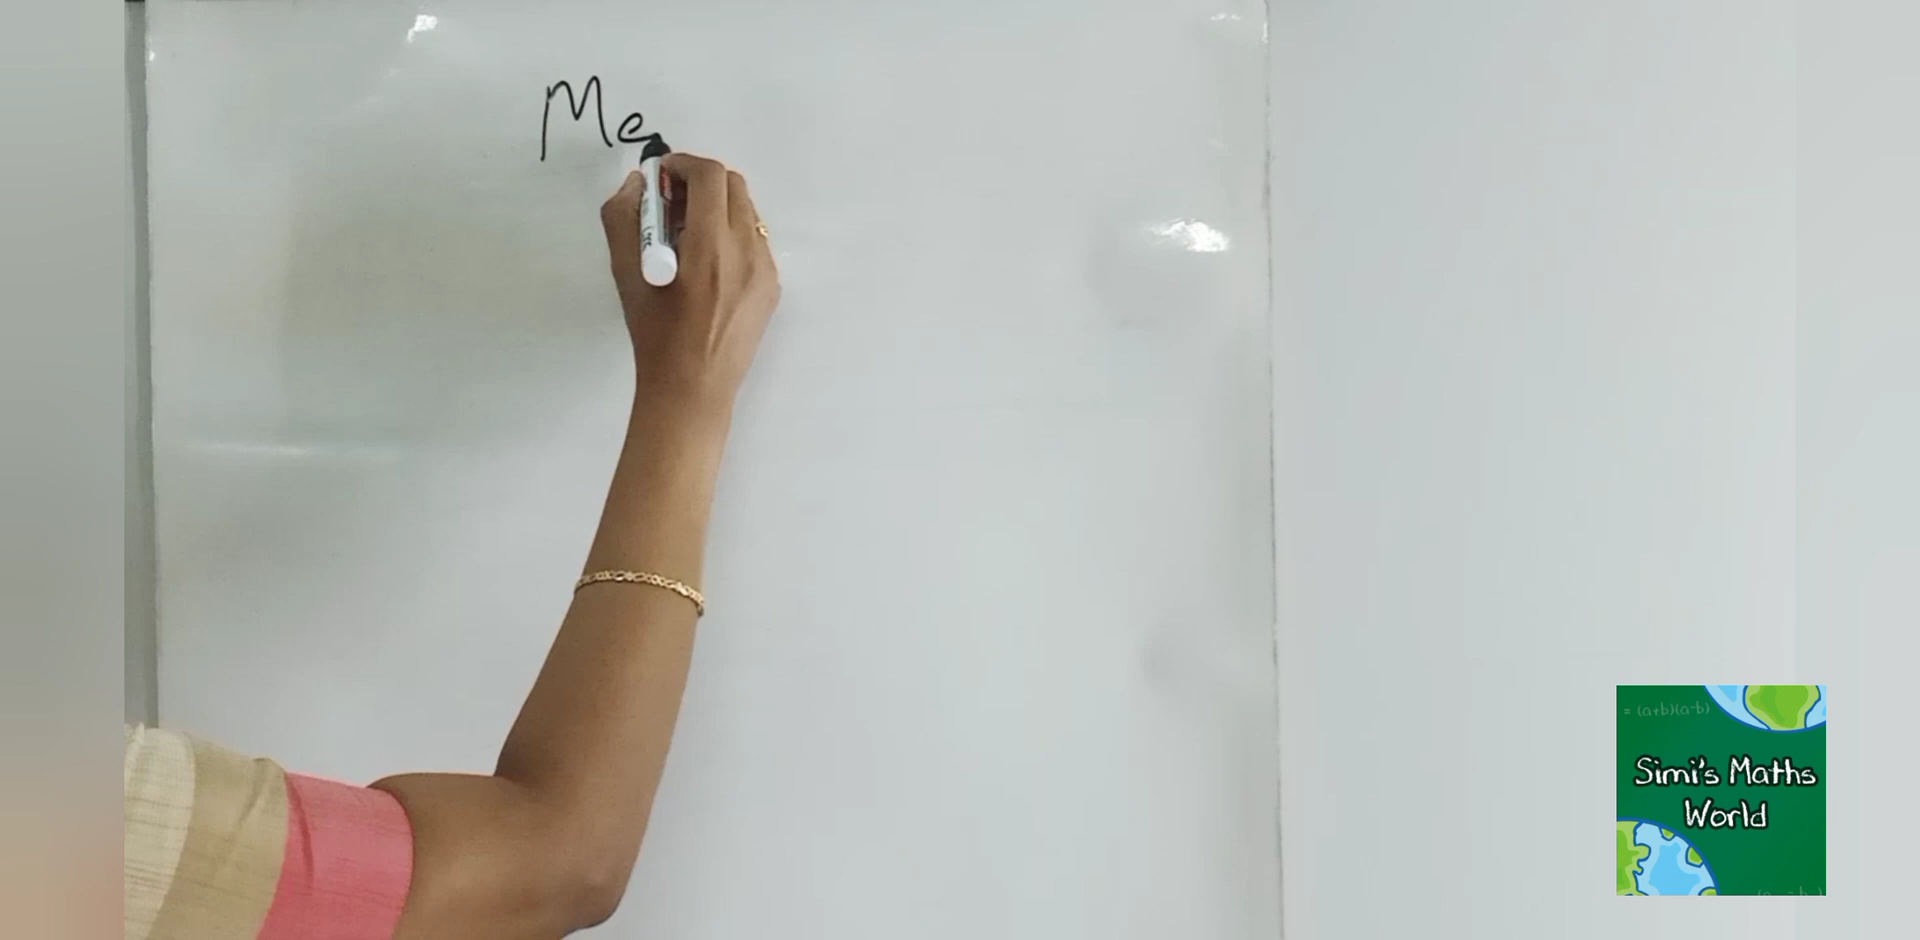 Me
= (a+b)(a-b)
Simi's Maths
World